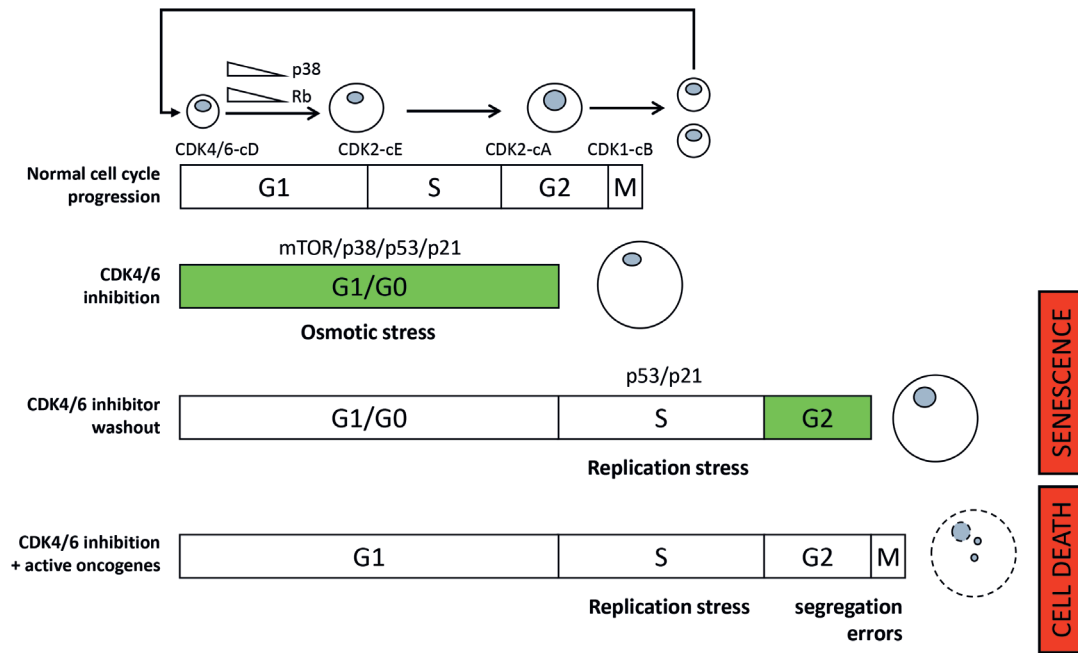 p38
Rb
CDK4/6-cD
CDK2-cE
CDK2-cA
CDK1-cB
Normal cell cycle
progression
G1
S
G2
M
mTOR/p38/p53/p21
CDK4/6
inhibition
G1/G0
Osmotic stress
p53/p21
CDK4/6 inhibitor
washout
G1/G0
S
G2
Replication stress
SENESCENCE
CDK4/6 inhibition
+ active oncogenes
G1
S
G2
M
Replication stress
segregation
errors
CELL DEATH